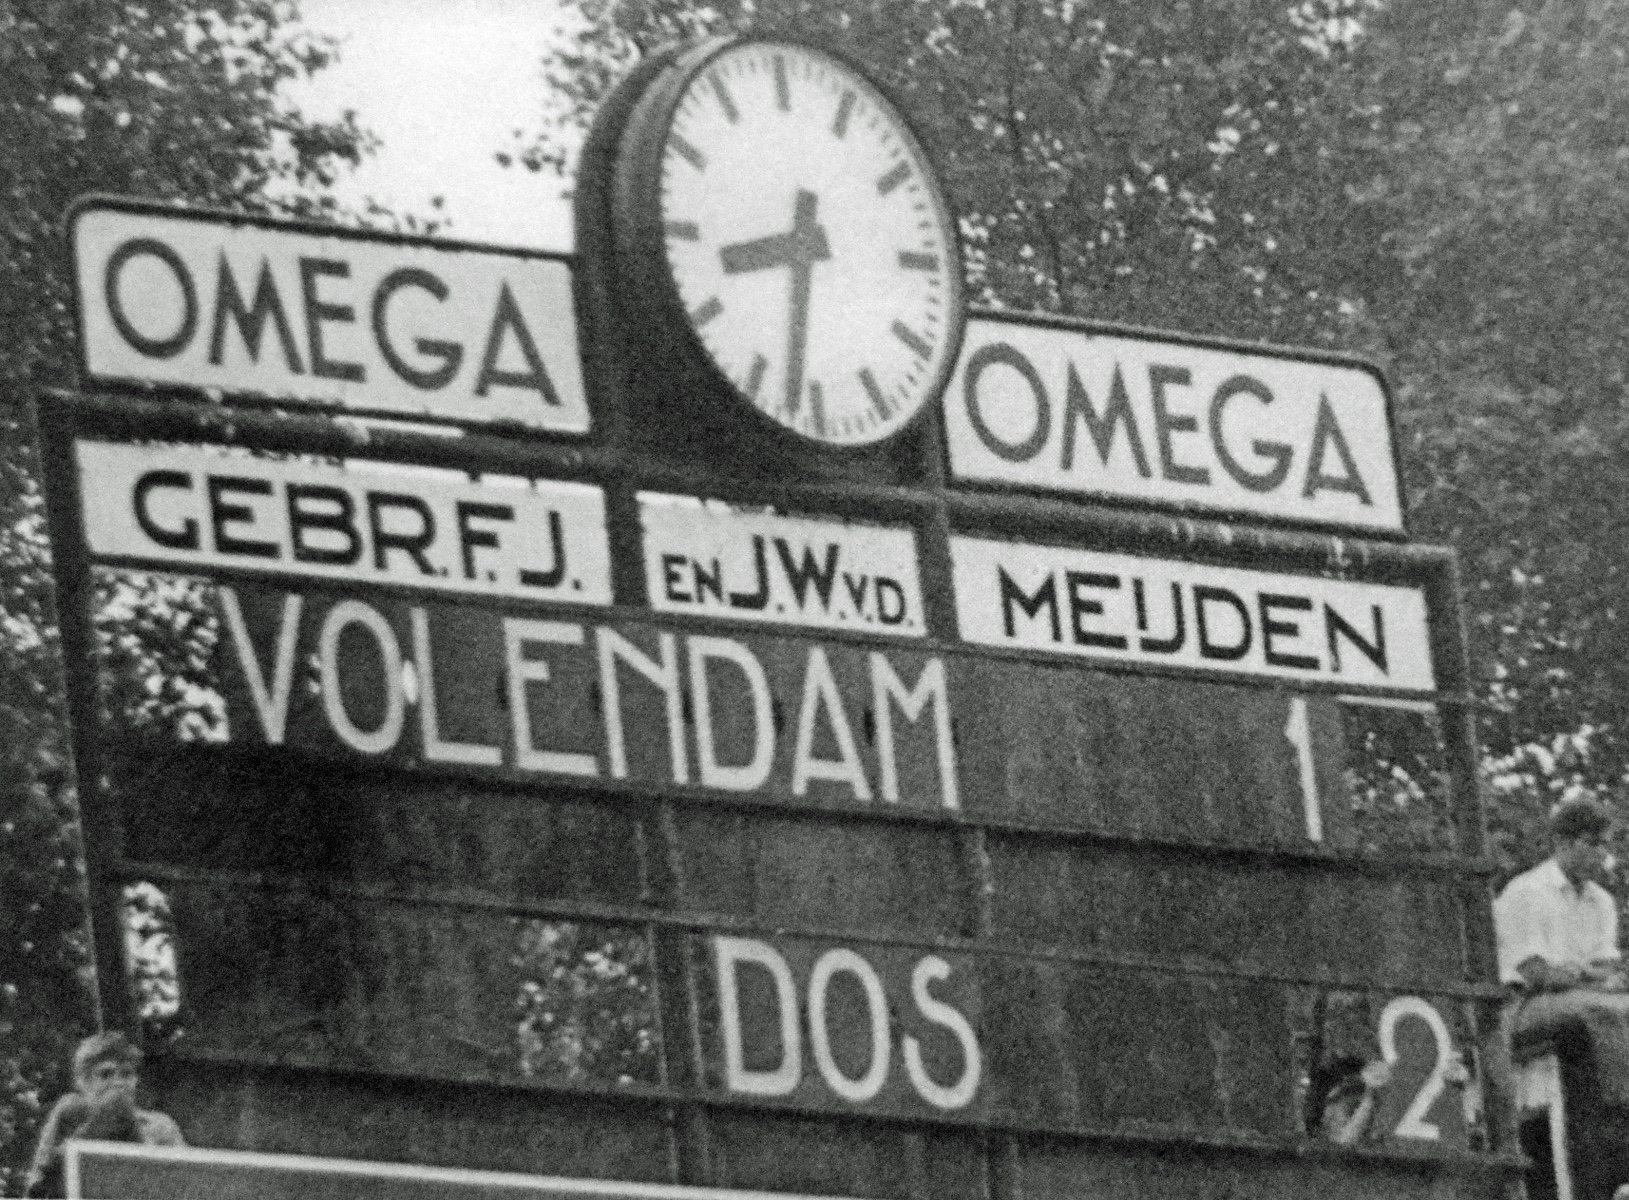 OMEGA OMEGA
GEBR.F.J. EN J.W.V.D. MEIJDEN
VOLENDAM 1
DOS 2